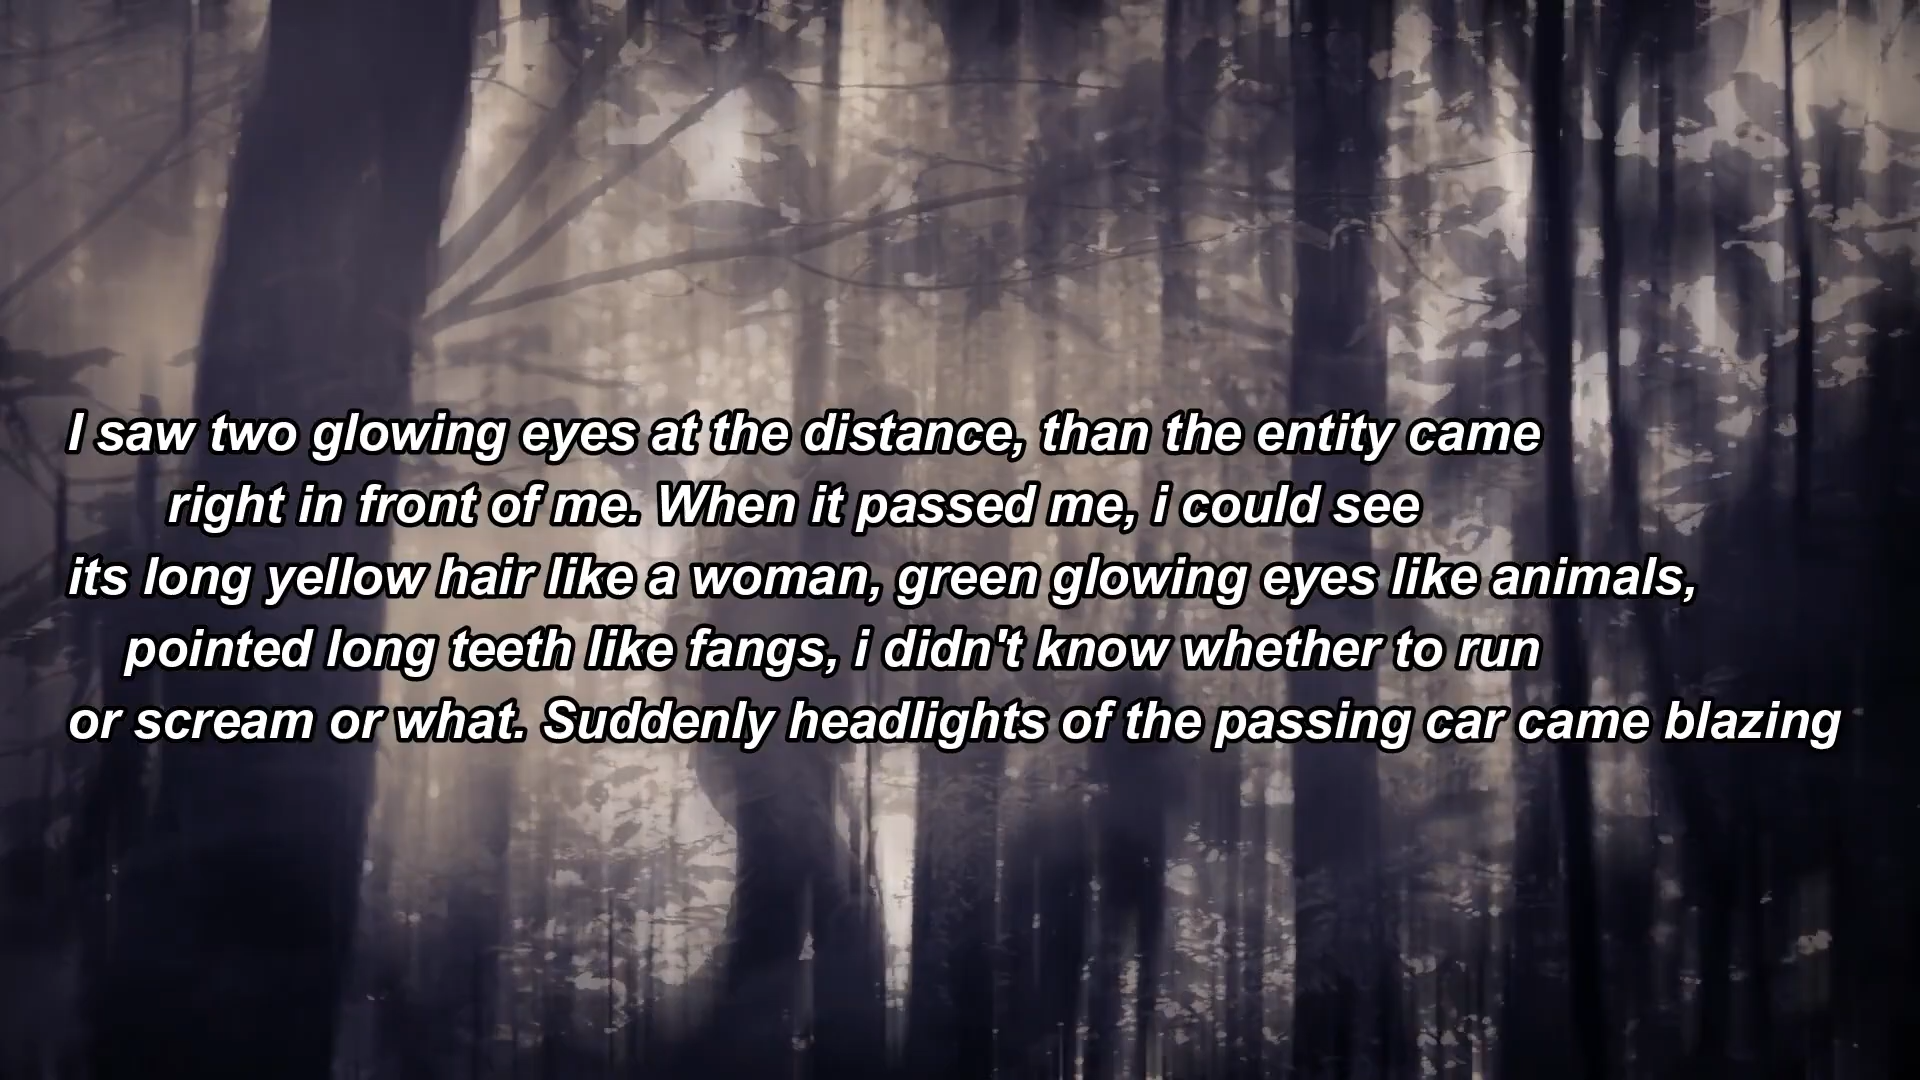 I saw two glowing eyes at the distance, than the entity came
right in front of me. When it passed me, i could see
its long yellow hair like a woman, green glowing eyes like animals,
pointed long teeth like fangs, i didn't know whether to run
or scream or what. Suddenly headlights of the passing car came blazing